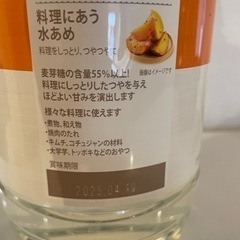 料理にあう
水あめ
料理をしっとり、つややかに
画像はイメージです
麦芽糖の含量55%以上!
料理にしっとりしたつやを与え
ほどよい甘みを演出します
様々な料理に使えます
・煮物、和え物
・焼肉のたれ
・キムチ、コチュジャンの材料
・大学芋、トッポキなどのおやつ
賞味期限
2025.04.19